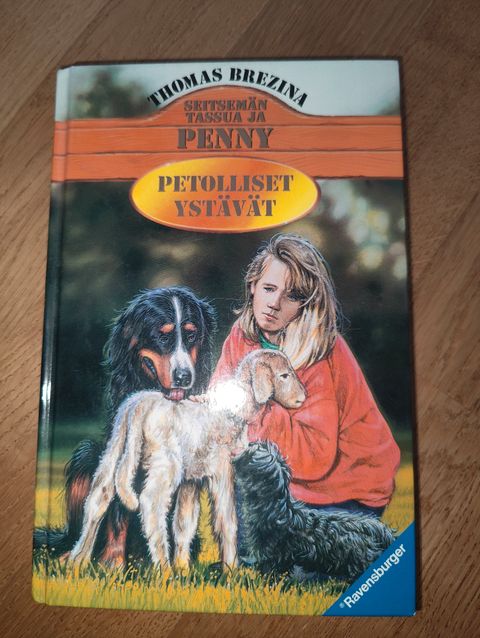 THOMAS BREZINA
SEITSEMÄN
TASSUA JA
PENNY
PETOLLISET
YSTÄVÄT
Ravensburger